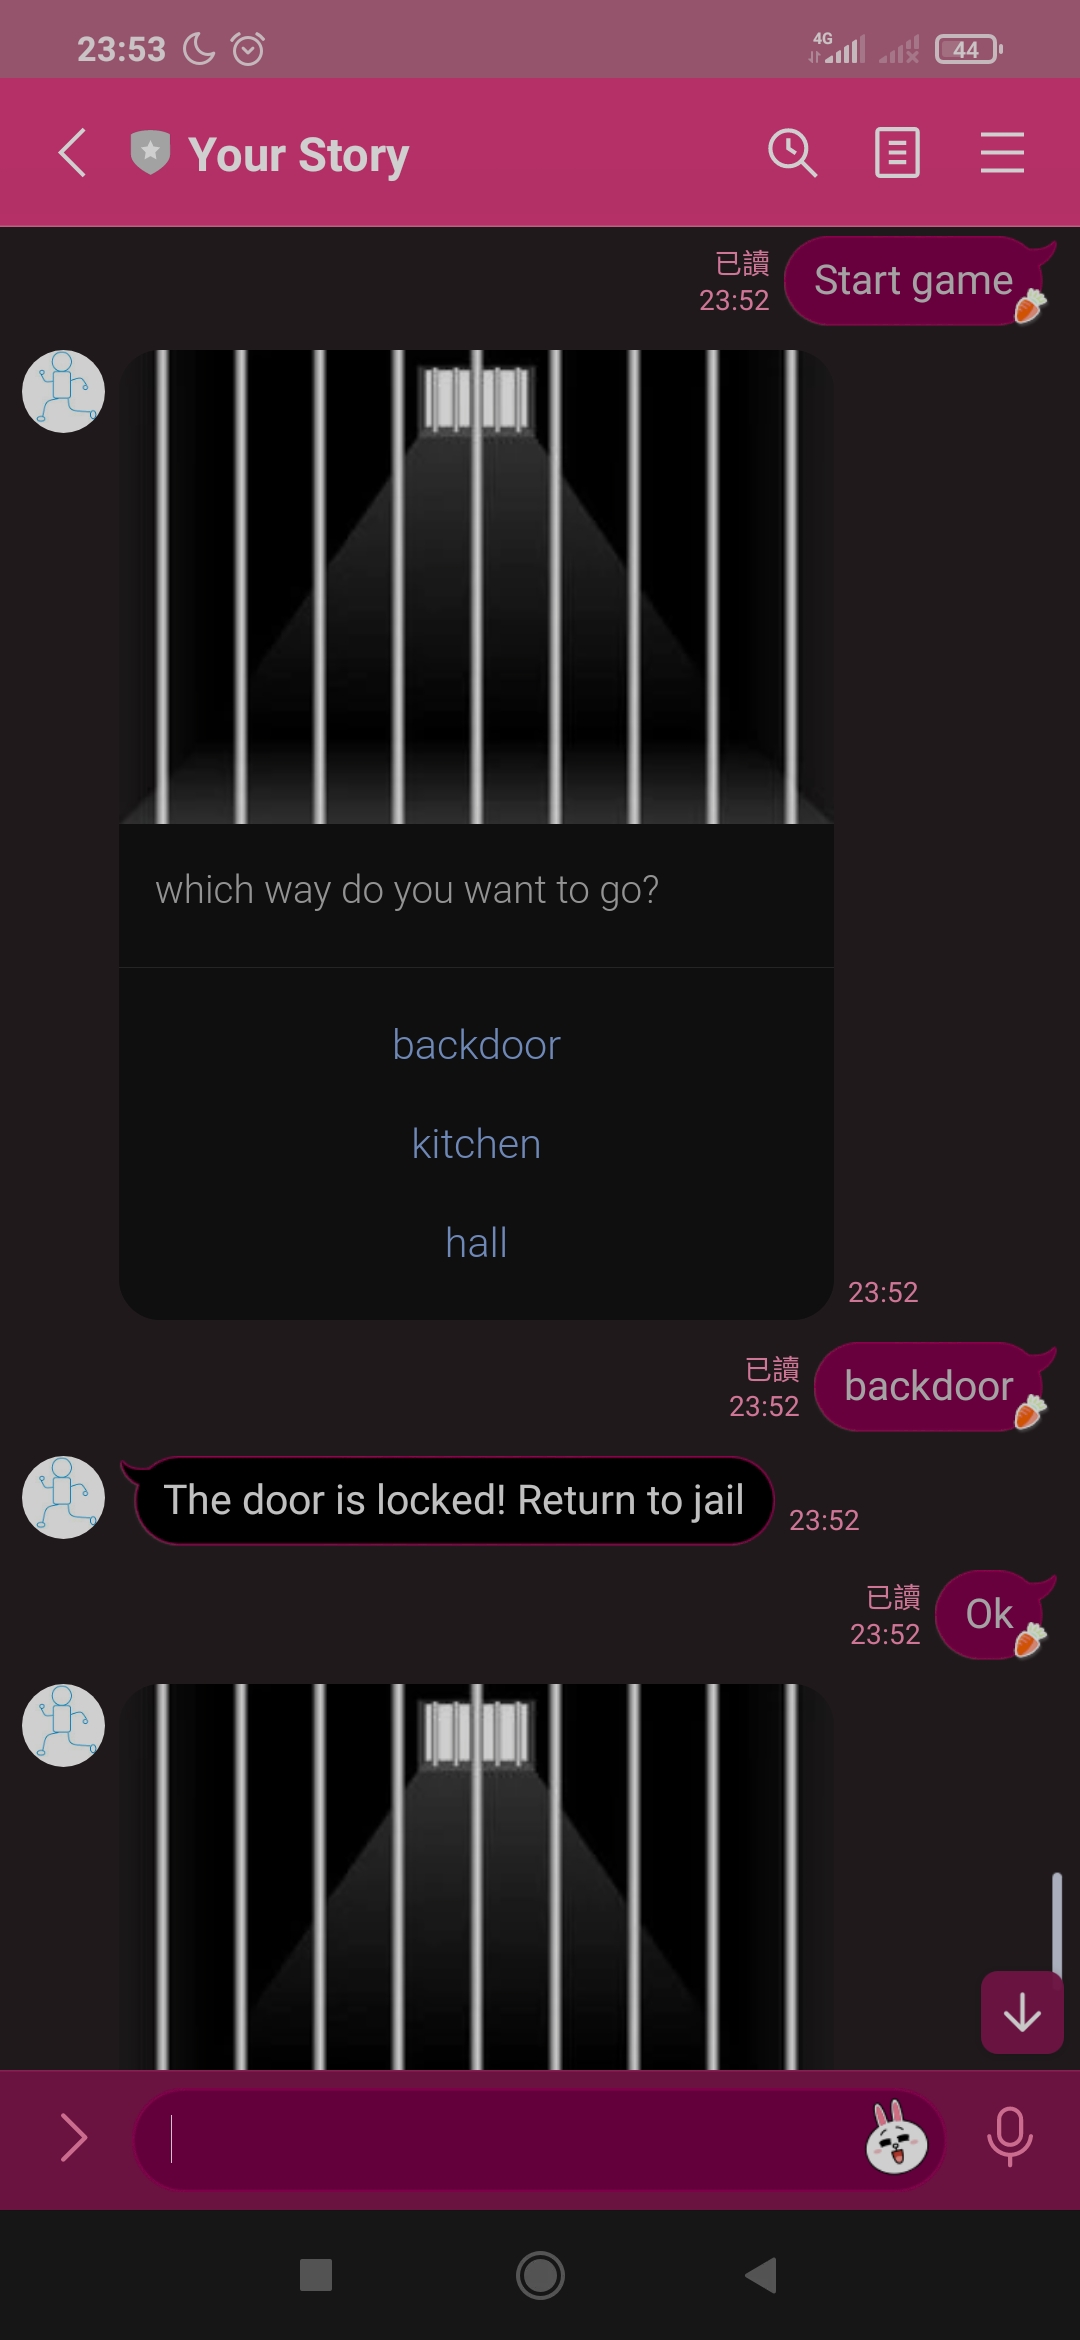 23:53
4G
44
Your Story
已讀
23:52
Start game
which way do you want to go?
backdoor
kitchen
hall
23:52
已讀
23:52
backdoor
The door is locked! Return to jail
23:52
已讀
23:52
Ok